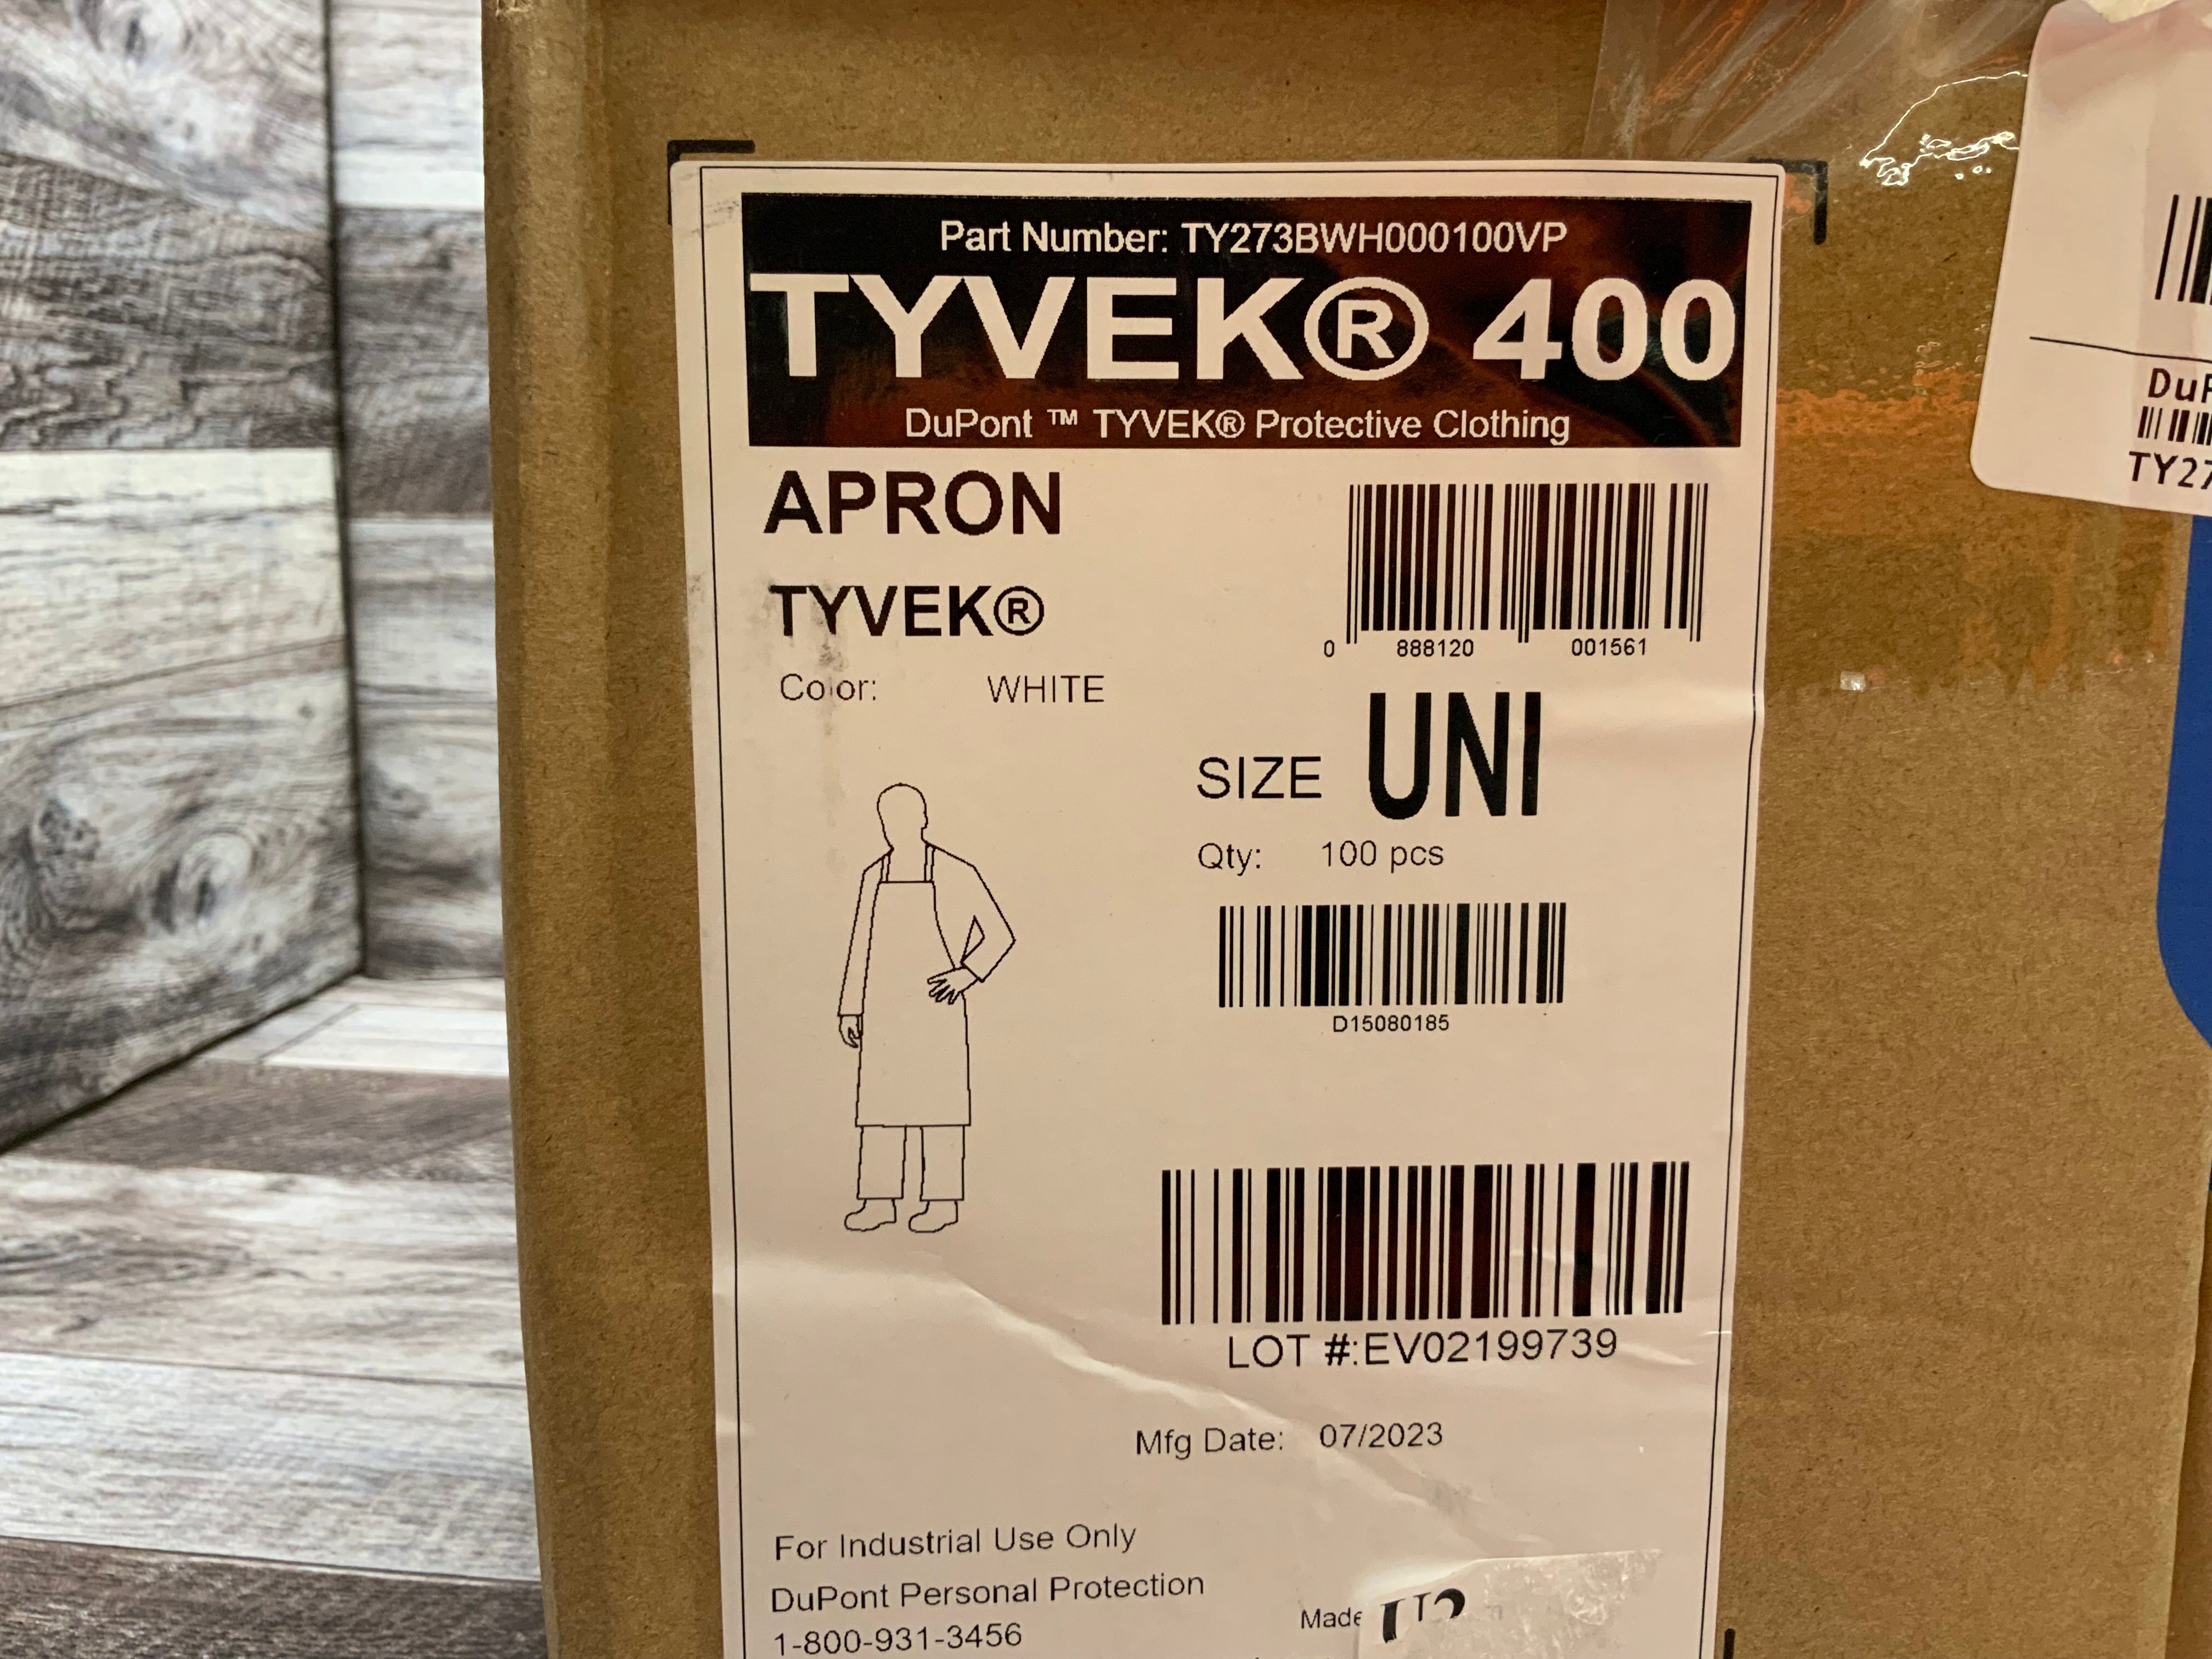 Part Number: TY273BWH000100VP
TYVEK® 400
DuPont ™ TYVEK® Protective Clothing
APRON
TYVEK®
Color: WHITE
0 888120 001561
SIZE UNI
Qty: 100 pcs
D15080185
LOT #:EV02199739
Mfg Date: 07/2023
For Industrial Use Only
DuPont Personal Protection
1-800-931-3456
Made
DuP
TY27